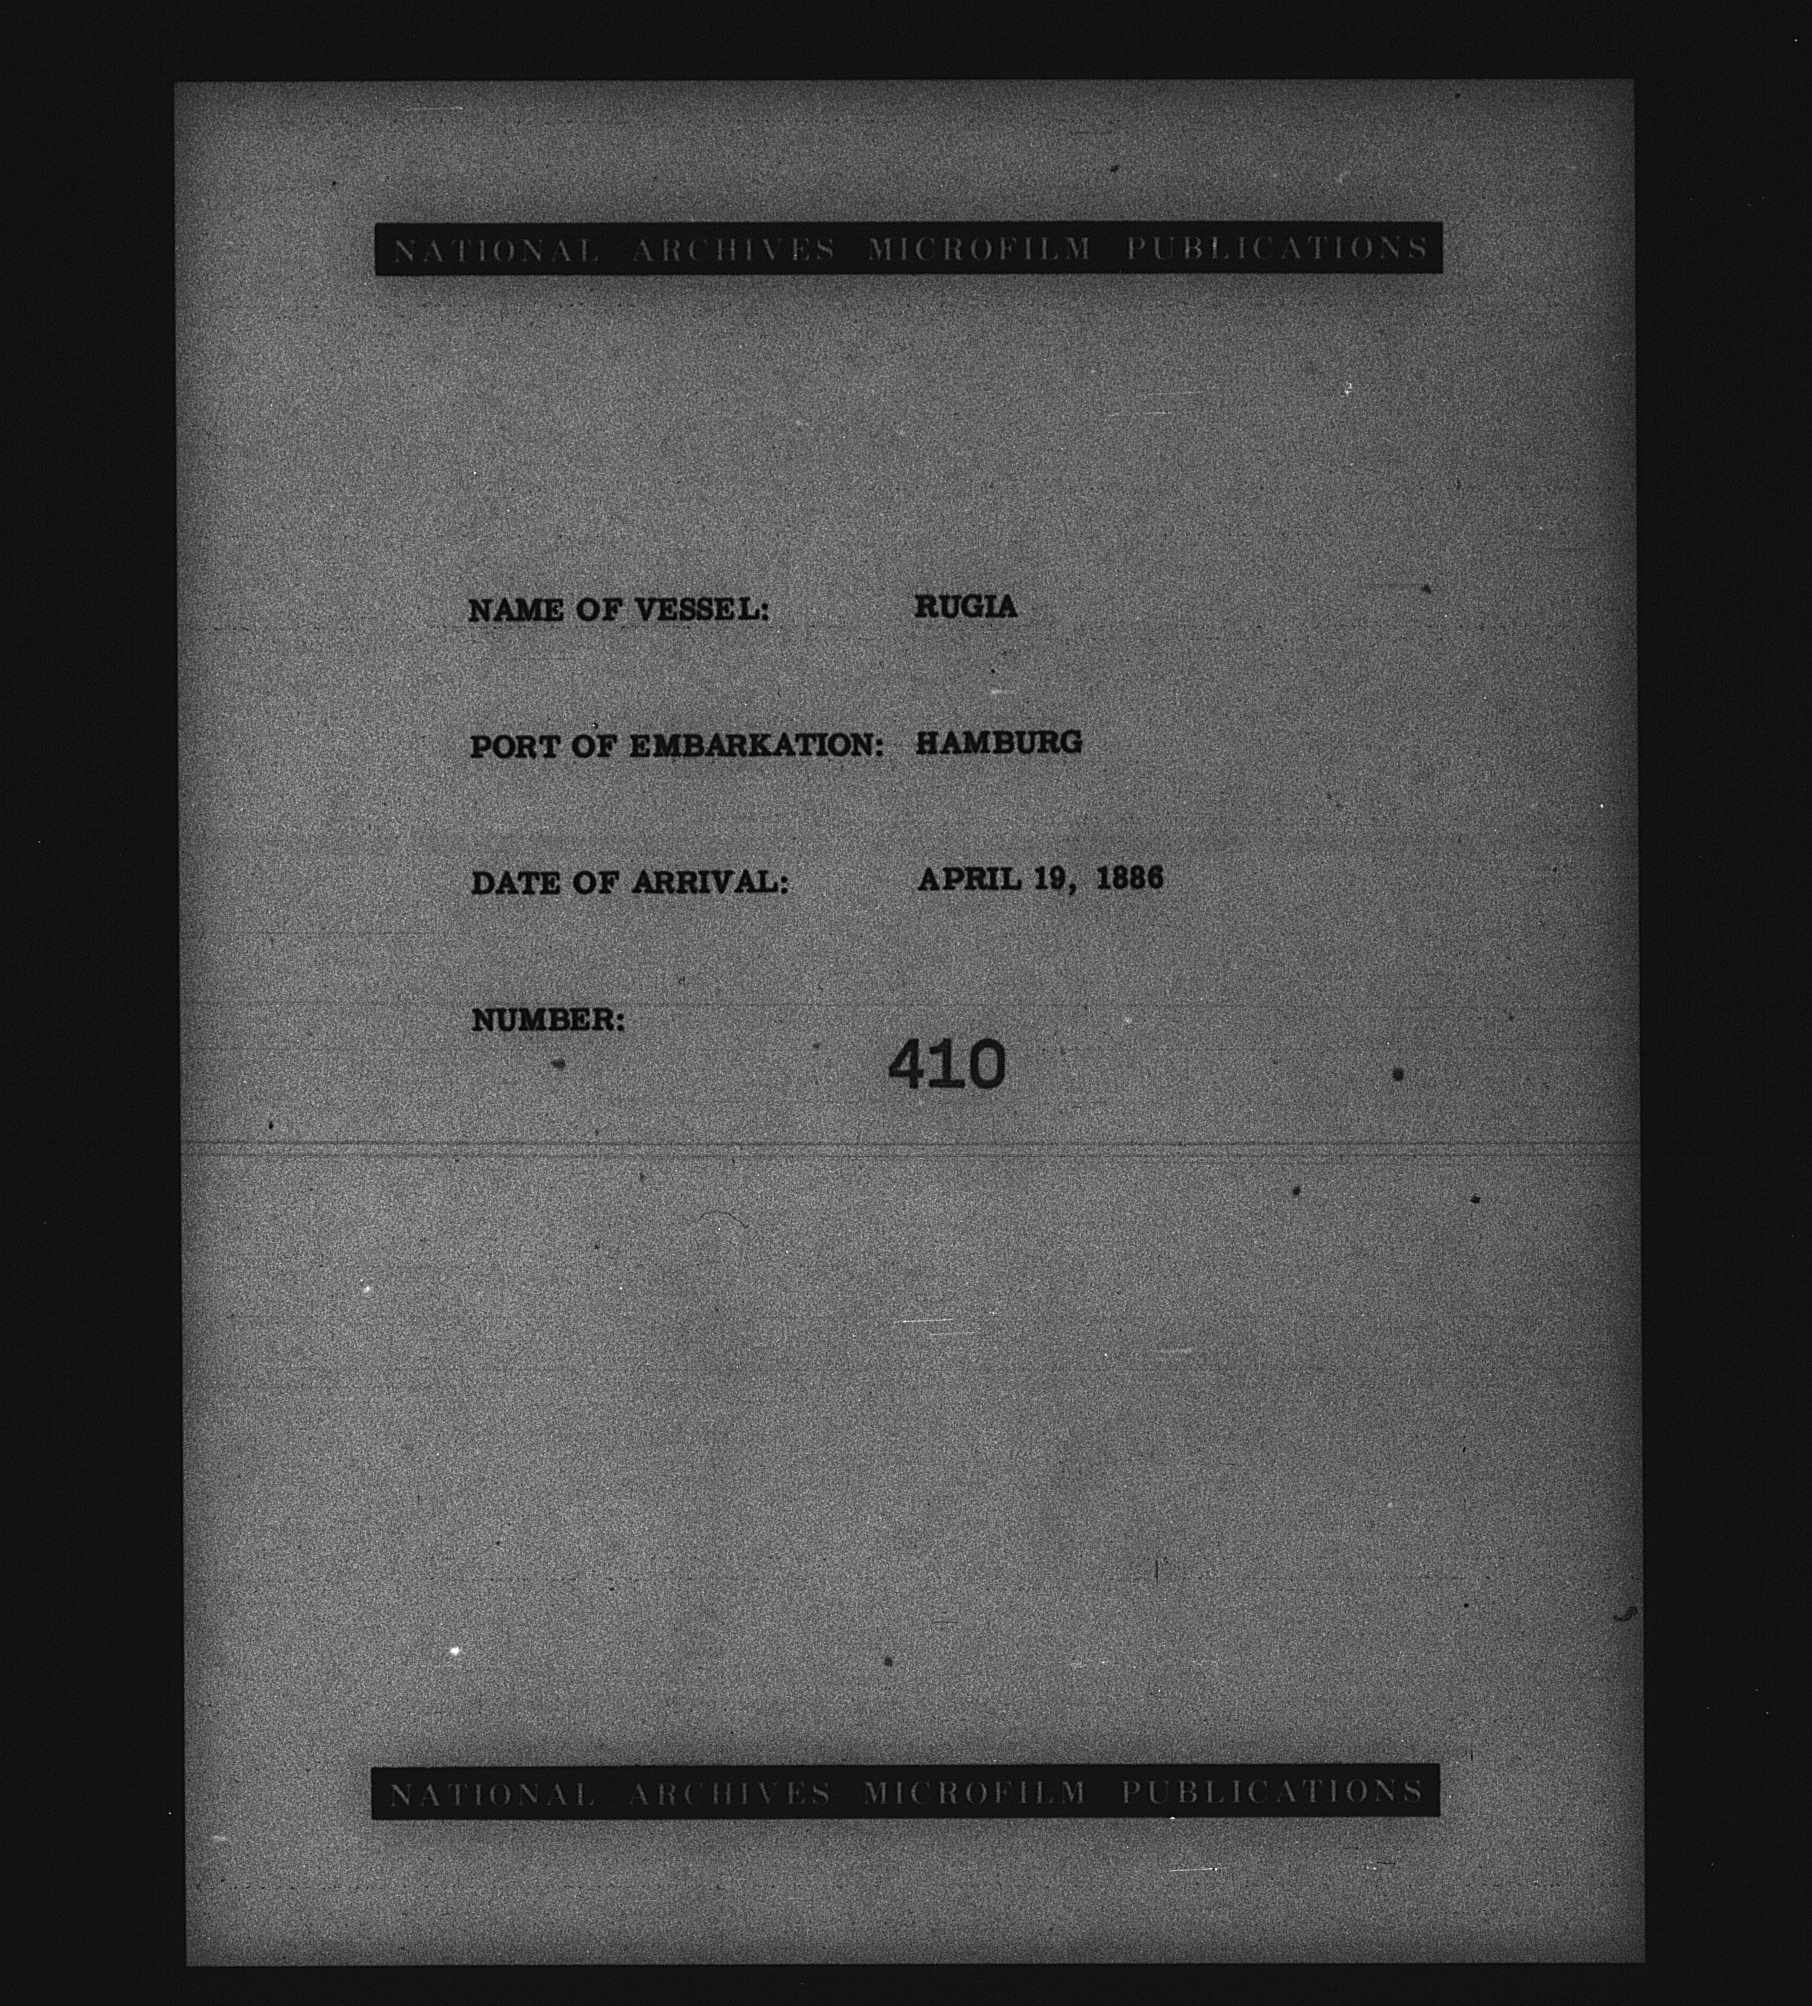 NATIONAL ARCHIVES MICROFILM PUBLICATIONS
NAME OF VESSEL: RUGIA
PORT OF EMBARKATION: HAMBURG
DATE OF ARRIVAL: APRIL 19, 1886
NUMBER:
410
NATIONAL ARCHIVES MICROFILM PUBLICATIONS